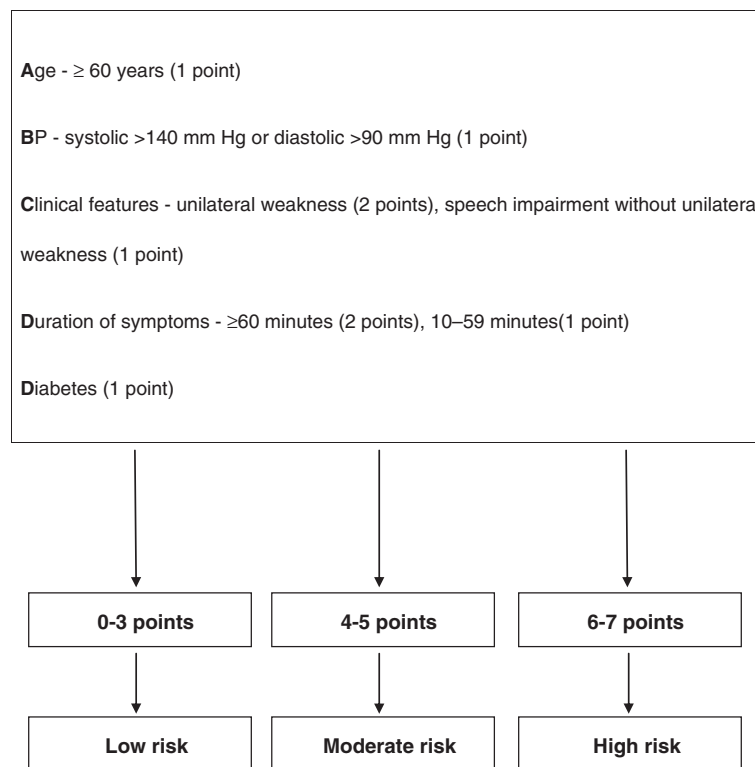 Age - ≥ 60 years (1 point)
BP - systolic >140 mm Hg or diastolic >90 mm Hg (1 point)
Clinical features - unilateral weakness (2 points), speech impairment without unilatera
weakness (1 point)
Duration of symptoms - ≥60 minutes (2 points), 10–59 minutes(1 point)
Diabetes (1 point)
0-3 points
4-5 points
6-7 points
Low risk
Moderate risk
High risk